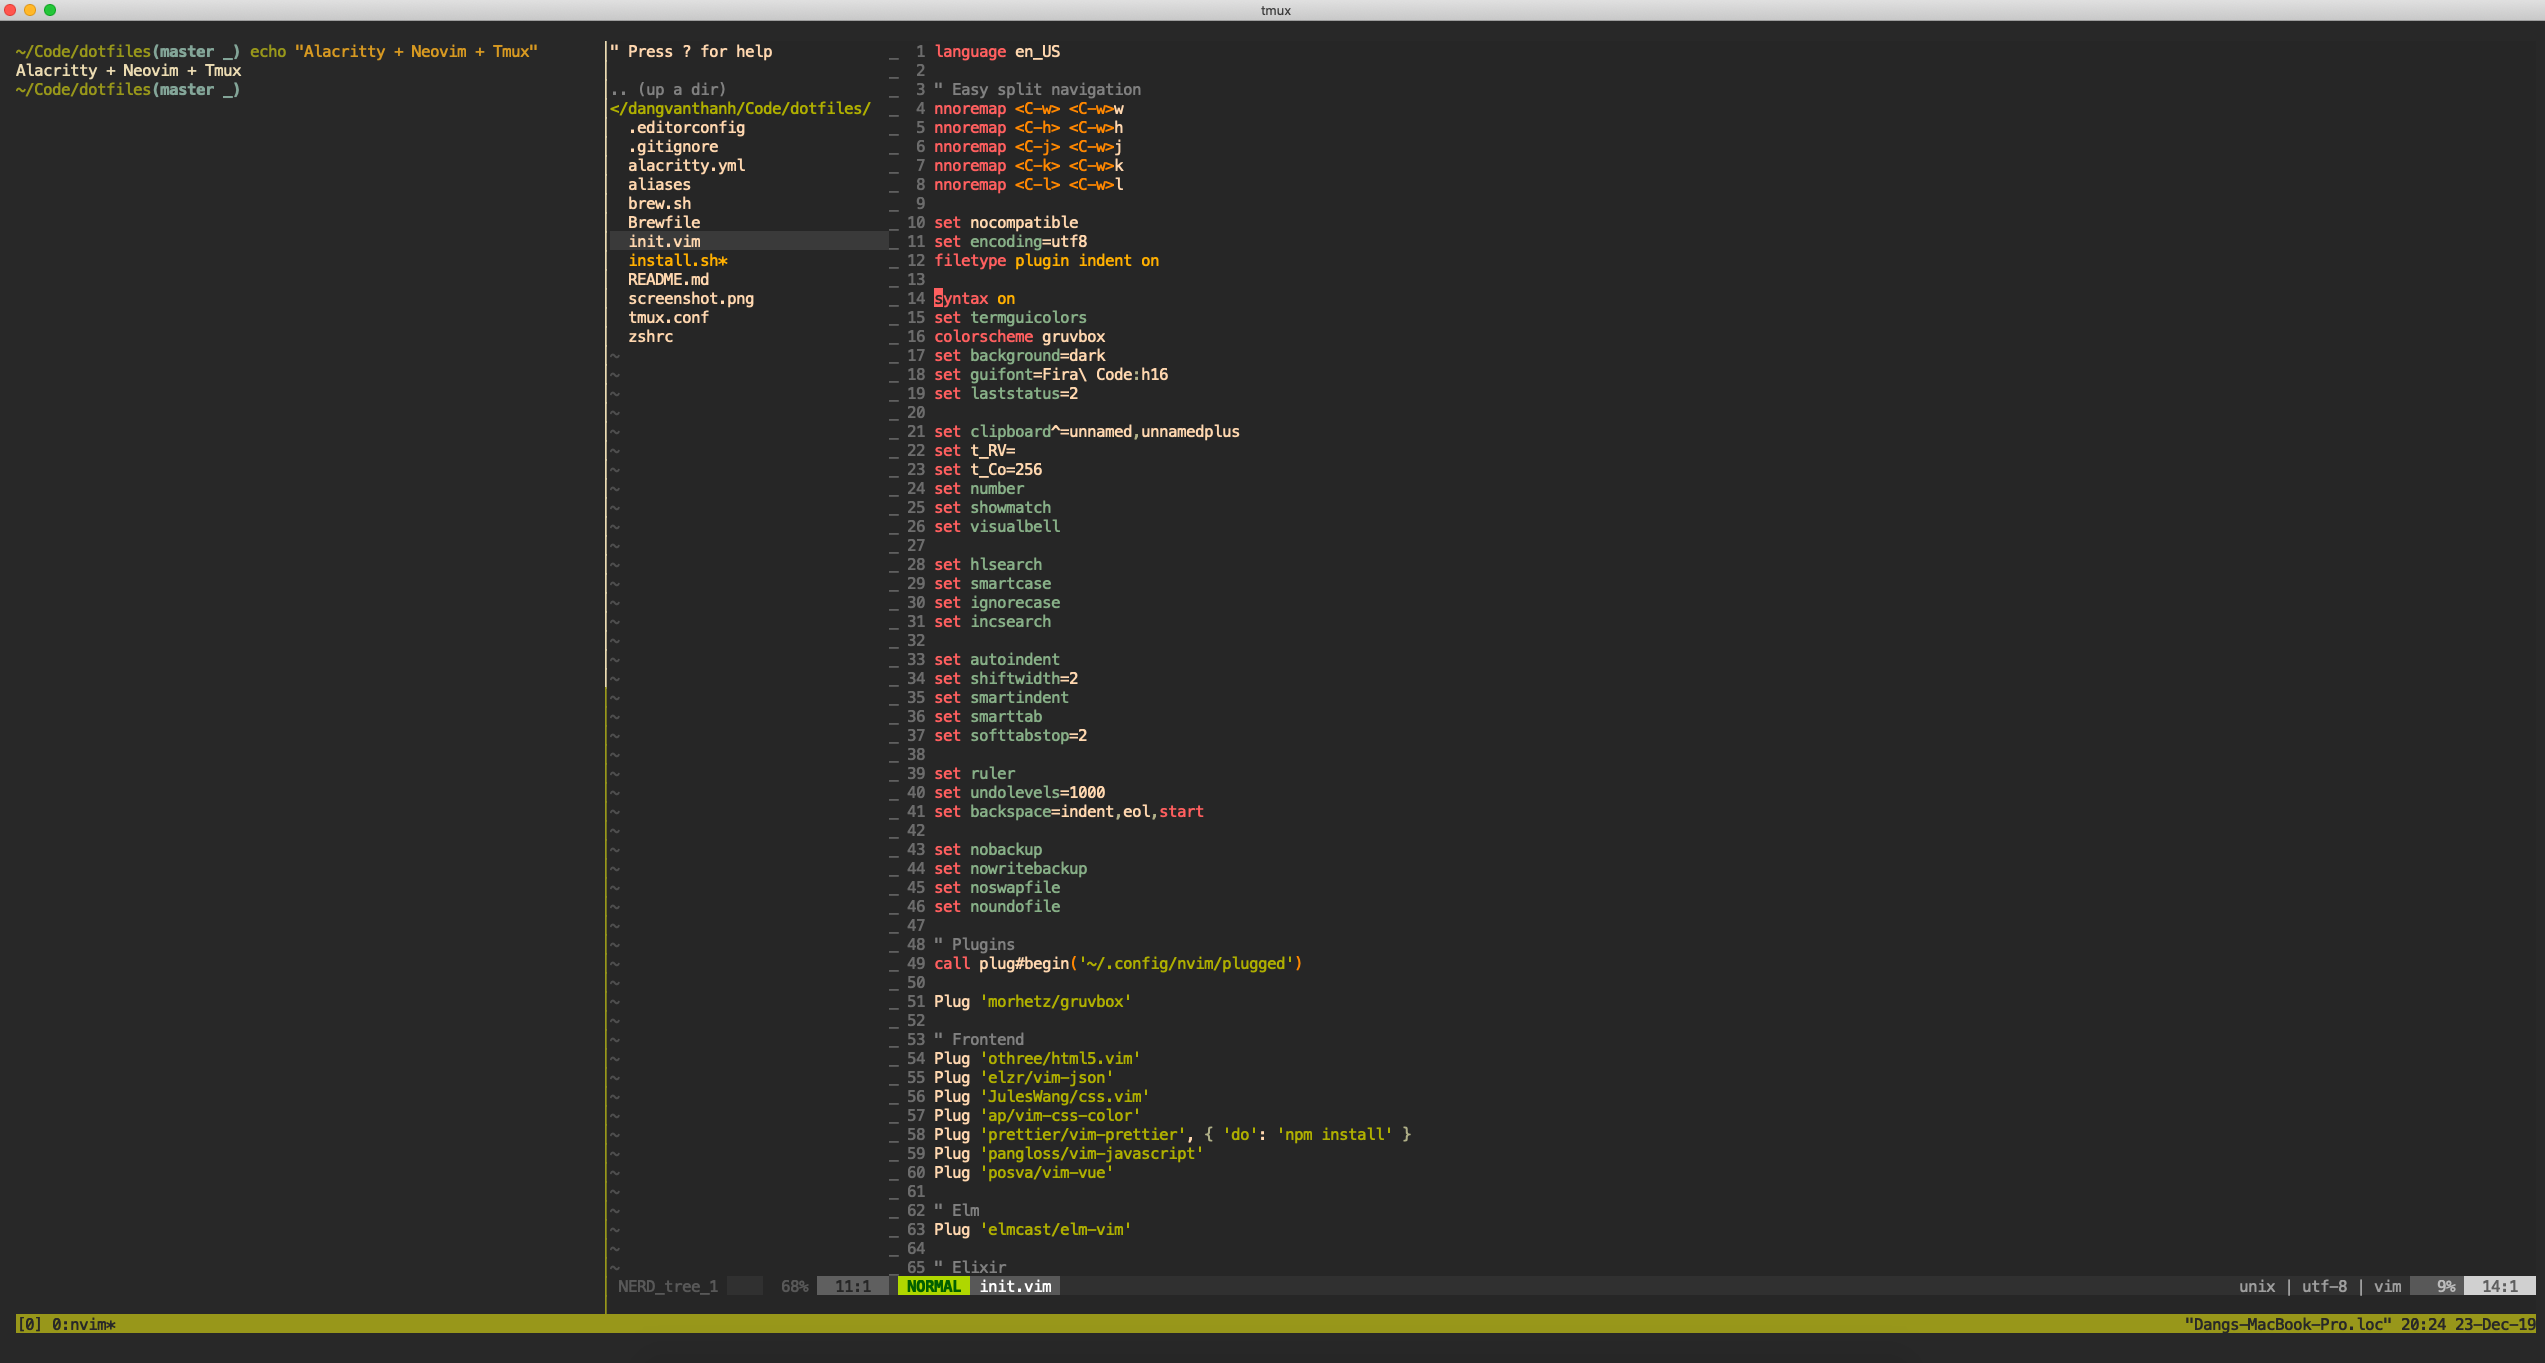 tmux
~/Code/dotfiles(master _) echo "Alacritty + Neovim + Tmux"
Alacritty + Neovim + Tmux
~/Code/dotfiles(master _)
" Press ? for help
.. (up a dir)
</dangvanthanh/Code/dotfiles/
.editorconfig
.gitignore
alacritty.yml
aliases
brew.sh
Brewfile
init.vim
install.sh*
README.md
screenshot.png
tmux.conf
zshrc
NERD_tree_1 68% 11:1
1 language en_US
2
3 " Easy split navigation
4 nnoremap <C-w> <C-w>w
5 nnoremap <C-h> <C-w>h
6 nnoremap <C-j> <C-w>j
7 nnoremap <C-k> <C-w>k
8 nnoremap <C-l> <C-w>l
9
10 set nocompatible
11 set encoding=utf8
12 filetype plugin indent on
13
14 syntax on
15 set termguicolors
16 colorscheme gruvbox
17 set background=dark
18 set guifont=Fira\ Code:h16
19 set laststatus=2
20
21 set clipboard^=unnamed,unnamedplus
22 set t_RV=
23 set t_Co=256
24 set number
25 set showmatch
26 set visualbell
27
28 set hlsearch
29 set smartcase
30 set ignorecase
31 set incsearch
32
33 set autoindent
34 set shiftwidth=2
35 set smartindent
36 set smarttab
37 set softtabstop=2
38
39 set ruler
40 set undolevels=1000
41 set backspace=indent,eol,start
42
43 set nobackup
44 set nowritebackup
45 set noswapfile
46 set noundofile
47
48 " Plugins
49 call plug#begin('~/.config/nvim/plugged')
50
51 Plug 'morhetz/gruvbox'
52
53 " Frontend
54 Plug 'othree/html5.vim'
55 Plug 'elzr/vim-json'
56 Plug 'JulesWang/css.vim'
57 Plug 'ap/vim-css-color'
58 Plug 'prettier/vim-prettier', { 'do': 'npm install' }
59 Plug 'pangloss/vim-javascript'
60 Plug 'posva/vim-vue'
61
62 " Elm
63 Plug 'elmcast/elm-vim'
64
65 " Elixir
NORMAL init.vim unix | utf-8 | vim 9% 14:1
[0] 0:nvim* "Dangs-MacBook-Pro.loc" 20:24 23-Dec-19